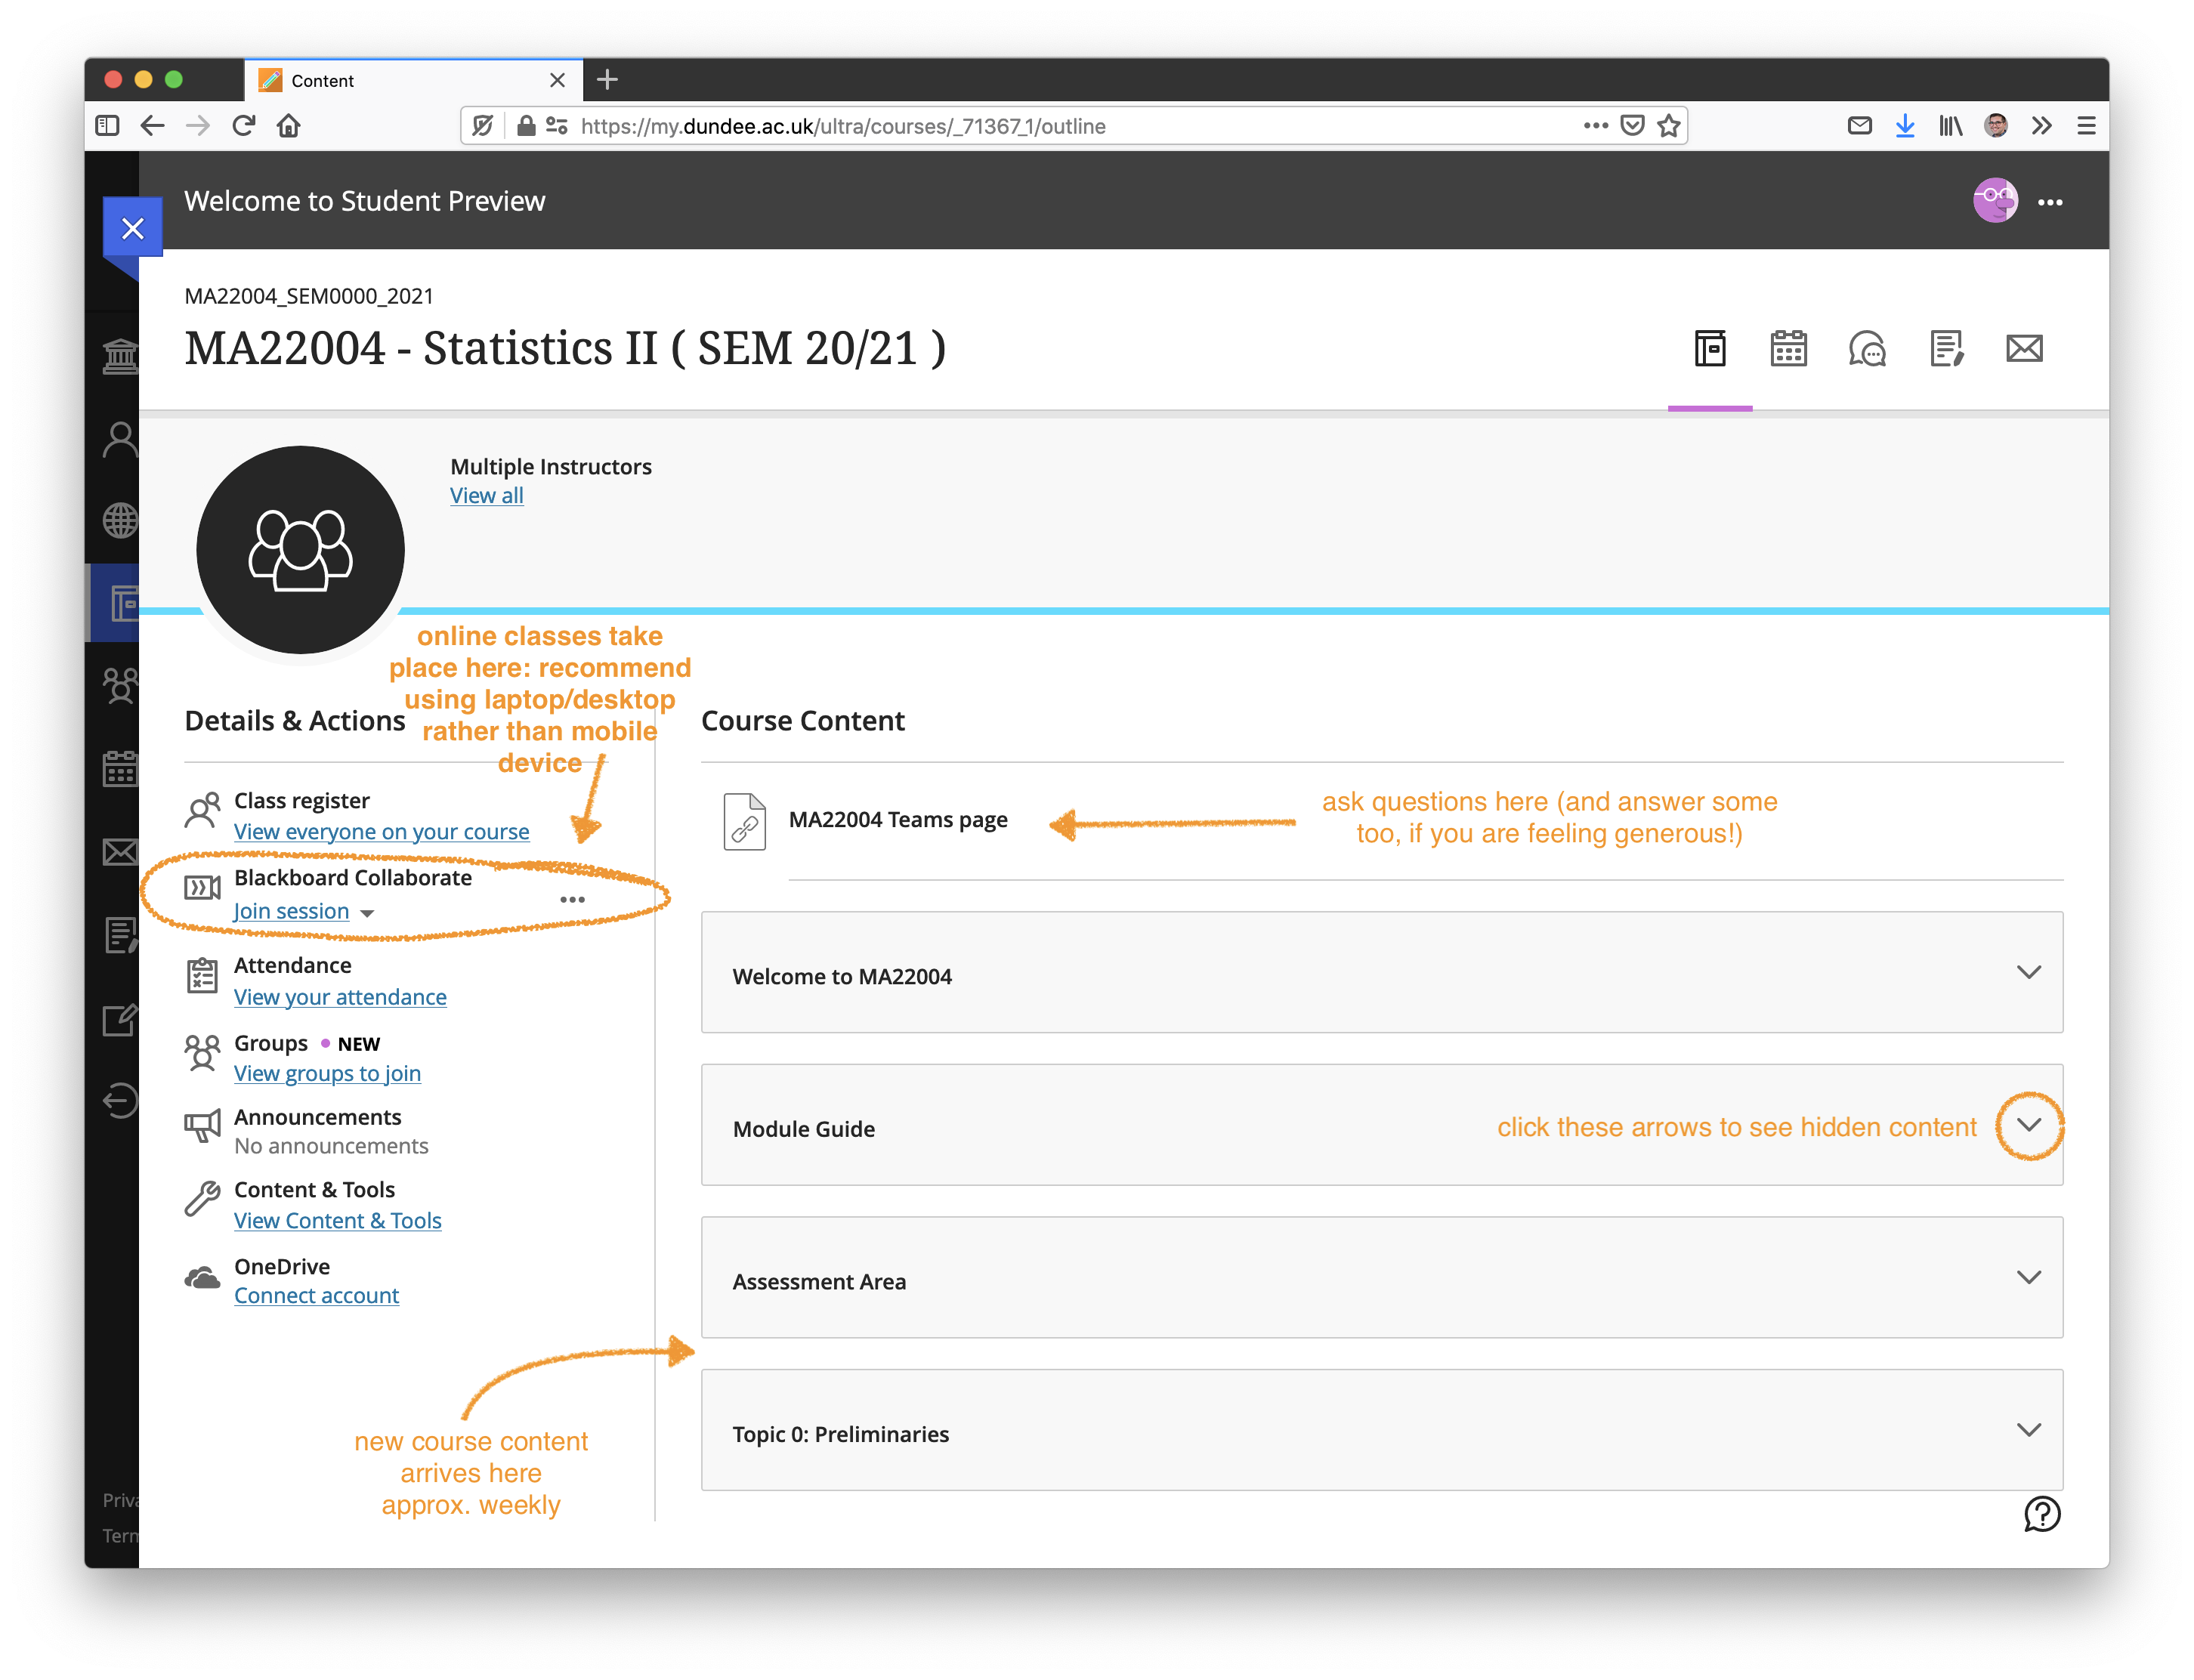 Content
https://my.dundee.ac.uk/ultra/courses/_71367_1/outline
Welcome to Student Preview
MA22004_SEM0000_2021
MA22004 - Statistics II ( SEM 20/21 )
Multiple Instructors
View all
online classes take
place here: recommend
using laptop/desktop
rather than mobile
device
Details & Actions
Class register
View everyone on your course
Blackboard Collaborate
Join session
Attendance
View your attendance
Groups • NEW
View groups to join
Announcements
No announcements
Content & Tools
View Content & Tools
OneDrive
Connect account
new course content
arrives here
approx. weekly
Course Content
MA22004 Teams page
ask questions here (and answer some
too, if you are feeling generous!)
Welcome to MA22004
Module Guide
click these arrows to see hidden content
Assessment Area
Topic 0: Preliminaries
Priva
Term